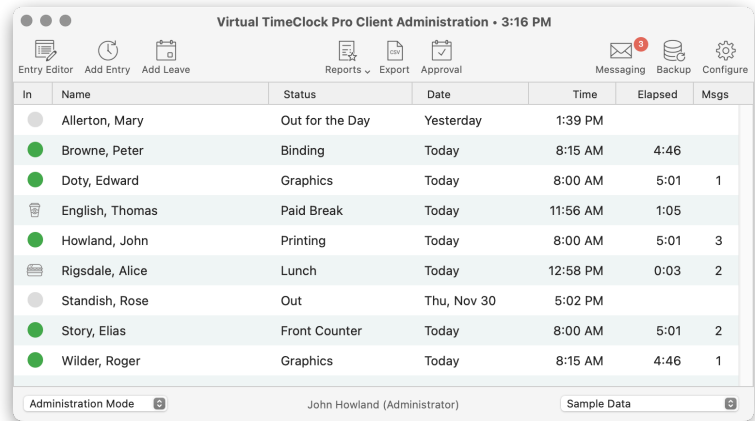 Virtual TimeClock Pro Client Administration • 3:16 PM
Entry Editor Add Entry Add Leave Reports CSV Export Approval 3 Messaging Backup Configure
In Name Status Date Time Elapsed Msgs
Allerton, Mary Out for the Day Yesterday 1:39 PM
Browne, Peter Binding Today 8:15 AM 4:46
Doty, Edward Graphics Today 8:00 AM 5:01 1
English, Thomas Paid Break Today 11:56 AM 1:05
Howland, John Printing Today 8:00 AM 5:01 3
Rigsdale, Alice Lunch Today 12:58 PM 0:03 2
Standish, Rose Out Thu, Nov 30 5:02 PM
Story, Elias Front Counter Today 8:00 AM 5:01 2
Wilder, Roger Graphics Today 8:15 AM 4:46 1
Administration Mode John Howland (Administrator) Sample Data